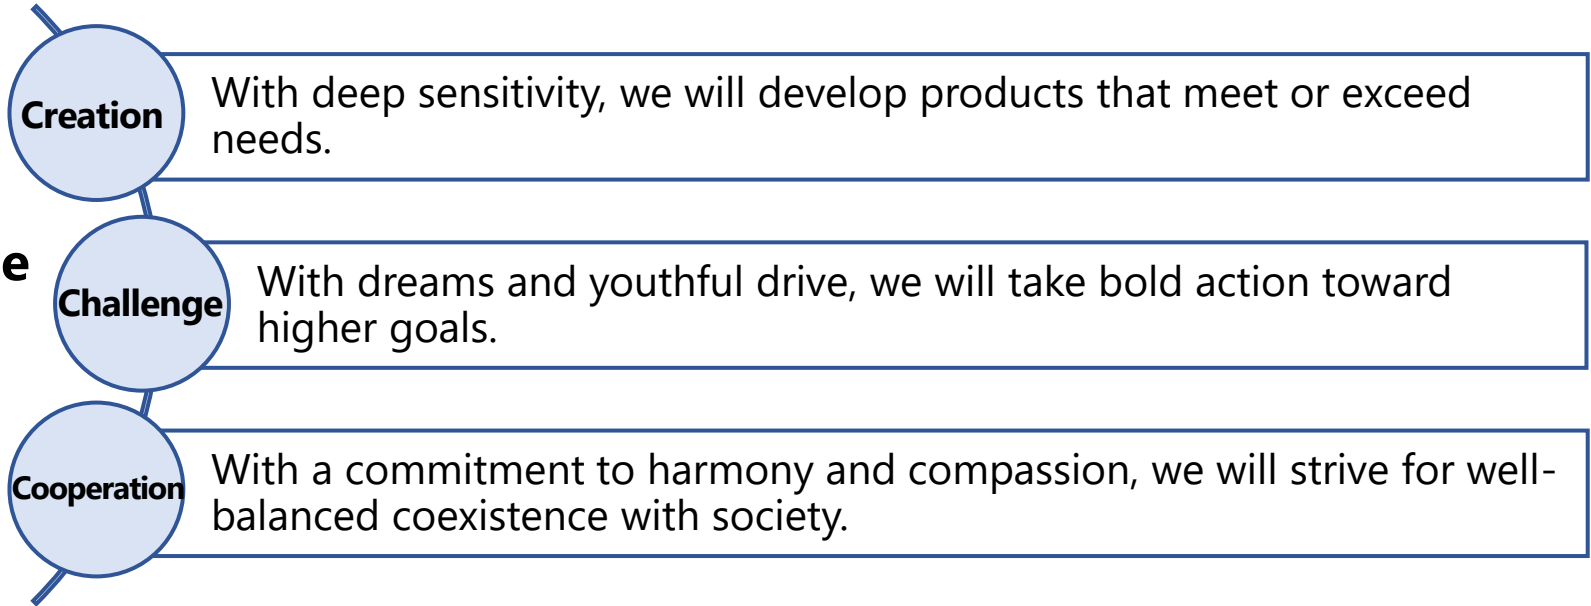 Creation
With deep sensitivity, we will develop products that meet or exceed
needs.
e
Challenge
With dreams and youthful drive, we will take bold action toward
higher goals.
Cooperation
With a commitment to harmony and compassion, we will strive for well-
balanced coexistence with society.